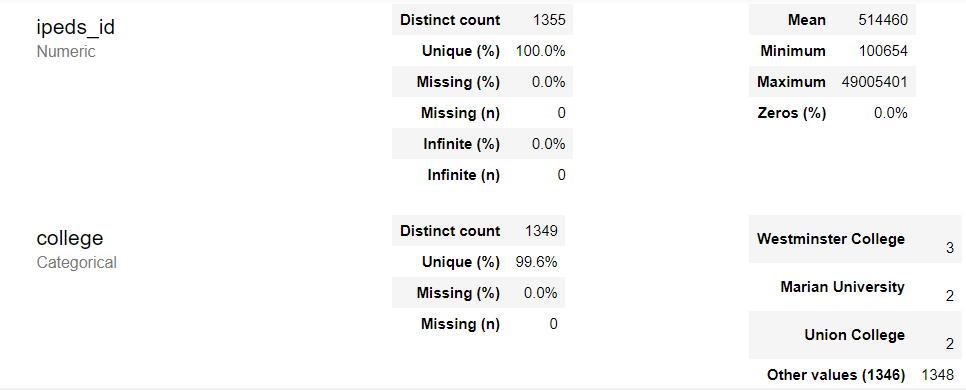 ipeds_id
Numeric
Distinct count 1355
Unique (%) 100.0%
Missing (%) 0.0%
Missing (n) 0
Infinite (%) 0.0%
Infinite (n) 0
Mean 514460
Minimum 100654
Maximum 49005401
Zeros (%) 0.0%
college
Categorical
Distinct count 1349
Unique (%) 99.6%
Missing (%) 0.0%
Missing (n) 0
Westminster College 3
Marian University 2
Union College 2
Other values (1346) 1348